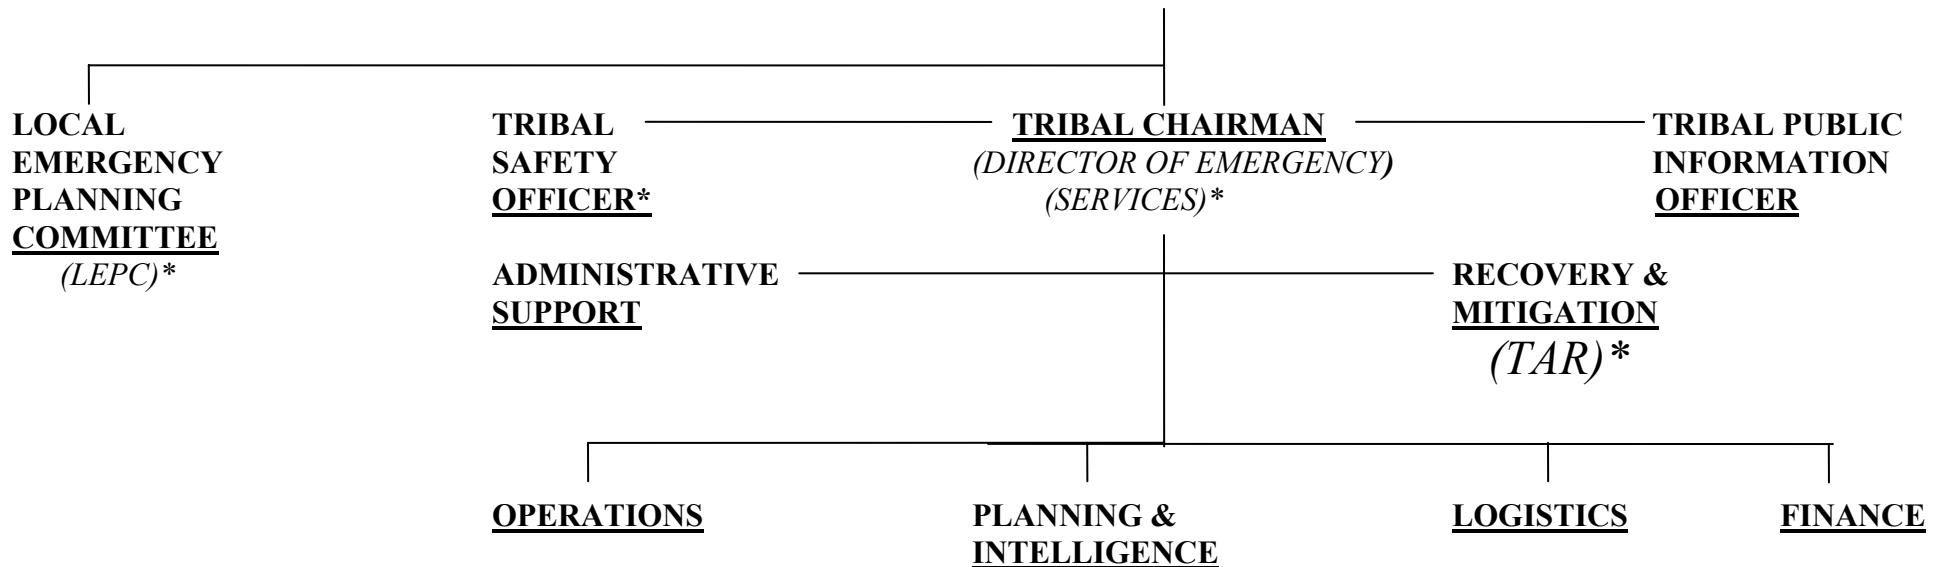 LOCAL
EMERGENCY
PLANNING
COMMITTEE
(LEPC)*
TRIBAL
SAFETY
OFFICER*
TRIBAL CHAIRMAN
(DIRECTOR OF EMERGENCY)
(SERVICES)*
TRIBAL PUBLIC
INFORMATION
OFFICER
ADMINISTRATIVE
SUPPORT
RECOVERY &
MITIGATION
(TAR)*
OPERATIONS
PLANNING &
INTELLIGENCE
LOGISTICS
FINANCE